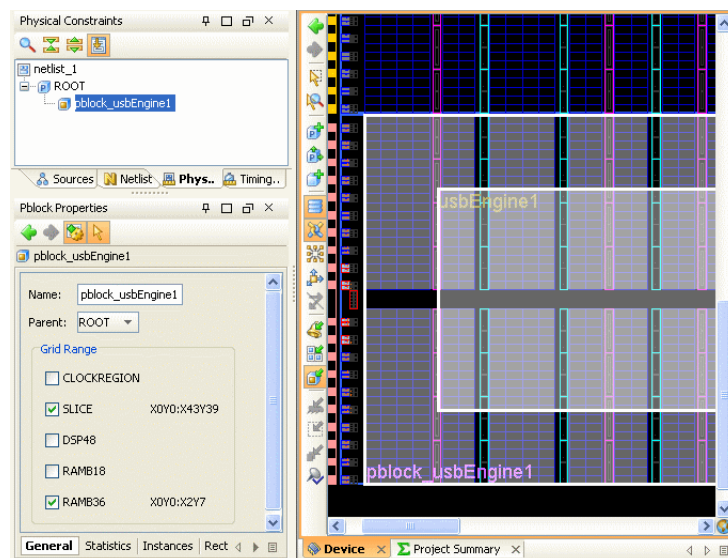 Physical Constraints
netlist_1
ROOT
pblock_usbEngine1
Sources Netlist Phys.. Timing..
Pblock Properties
pblock_usbEngine1
Name: pblock_usbEngine1
Parent: ROOT
Grid Range
CLOCKREGION
SLICE X0Y0:X43Y39
DSP48
RAMB18
RAMB36 X0Y0:X2Y7
General Statistics Instances Rect
usbEngine1
pblock_usbEngine1
Device Project Summary